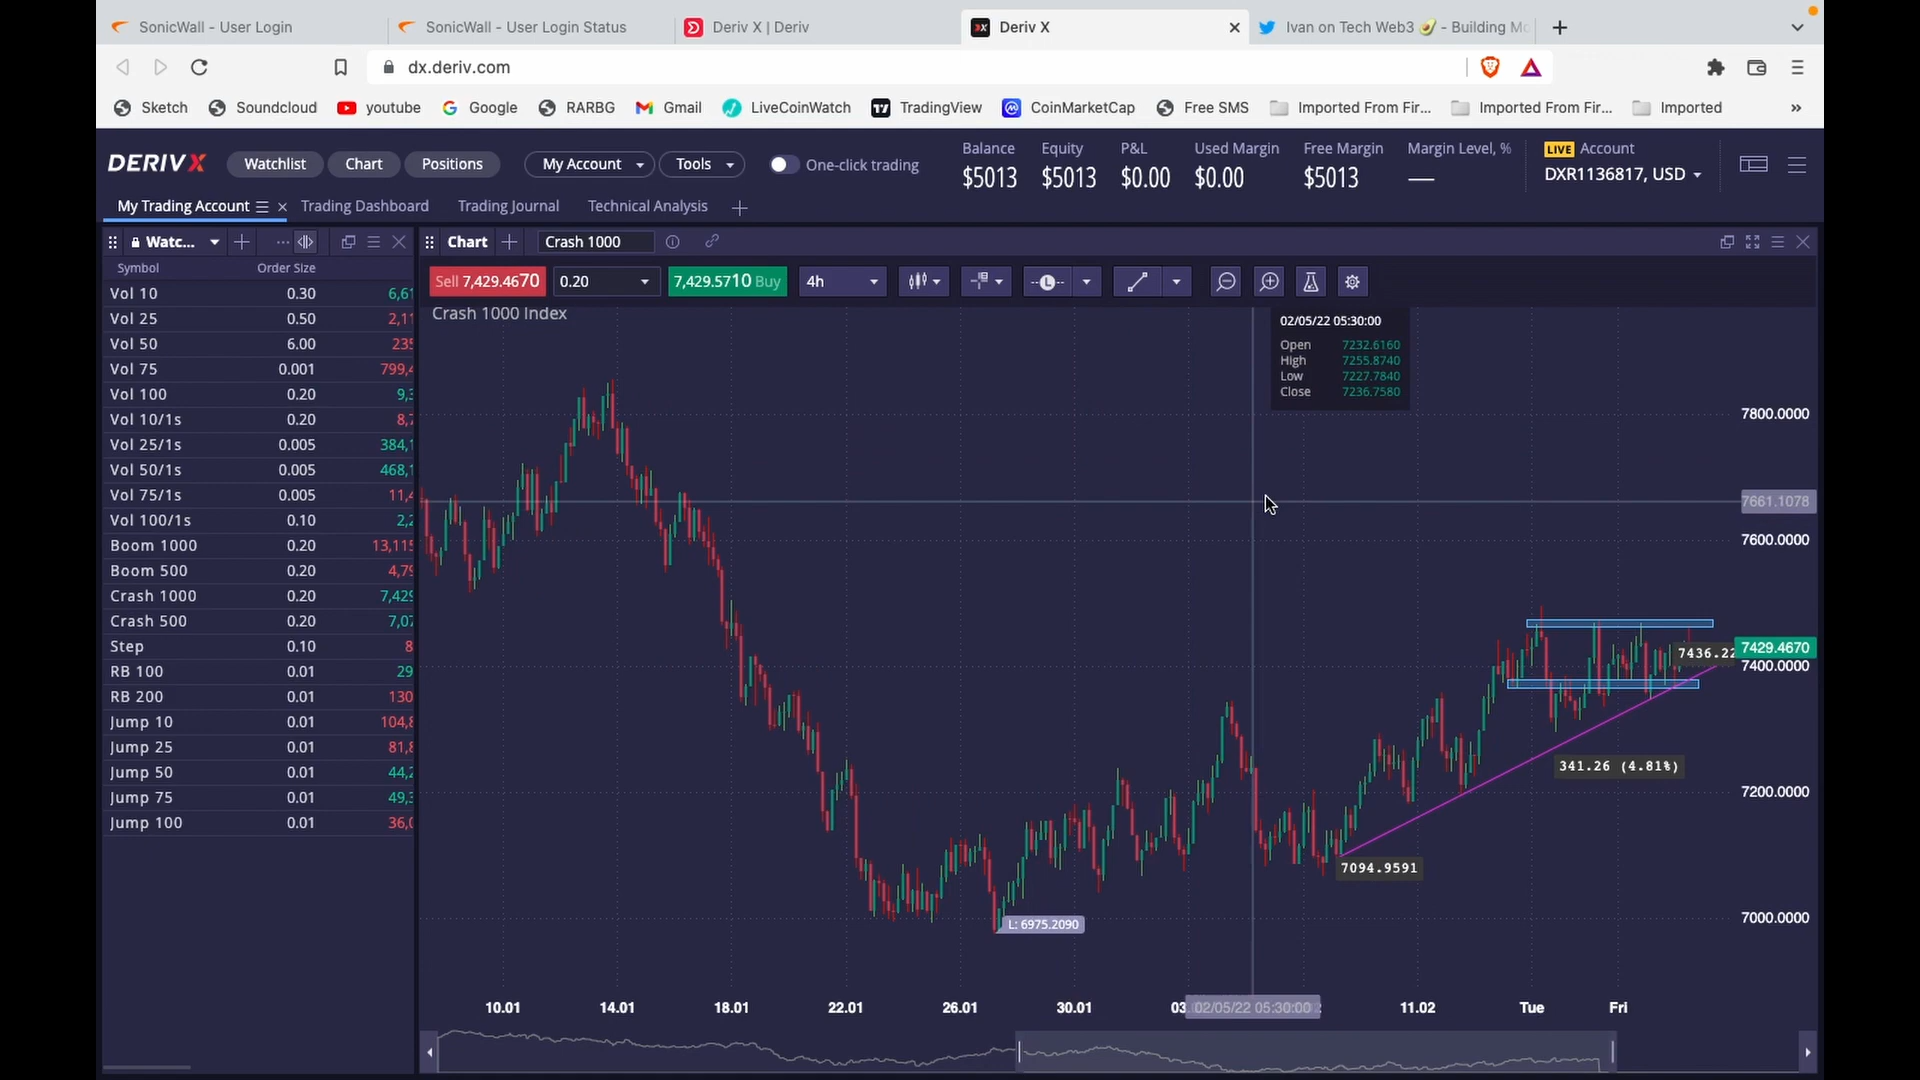 SonicWall - User Login
SonicWall - User Login Status
Deriv X | Deriv
Deriv X
Ivan on Tech Web3 🥑 - Building Mo
dx.deriv.com
Sketch
Soundcloud
youtube
Google
RARBG
Gmail
LiveCoinWatch
TradingView
CoinMarketCap
Free SMS
Imported From Fir...
Imported From Fir...
Imported
DERIV X
Watchlist
Chart
Positions
My Account
Tools
One-click trading
Balance
$5013
Equity
$5013
P&L
$0.00
Used Margin
$0.00
Free Margin
$5013
Margin Level, %
—
LIVE Account
DXR1136817, USD
My Trading Account
Trading Dashboard
Trading Journal
Technical Analysis
Watc...
Symbol Order Size
Vol 10 0.30 6,61
Vol 25 0.50 2,11
Vol 50 6.00 235
Vol 75 0.001 799,4
Vol 100 0.20 9,3
Vol 10/1s 0.20 8,7
Vol 25/1s 0.005 384,1
Vol 50/1s 0.005 468,1
Vol 75/1s 0.005 11,4
Vol 100/1s 0.10 2,2
Boom 1000 0.20 13,115
Boom 500 0.20 4,79
Crash 1000 0.20 7,429
Crash 500 0.20 7,07
Step 0.10 8
RB 100 0.01 29
RB 200 0.01 130
Jump 10 0.01 104,8
Jump 25 0.01 81,8
Jump 50 0.01 44,2
Jump 75 0.01 49,3
Jump 100 0.01 36,0
Chart
Crash 1000
Sell 7,429.4670
0.20
7,429.5710 Buy
4h
Crash 1000 Index
02/05/22 05:30:00
Open 7232.6160
High 7255.8740
Low 7227.7840
Close 7236.7580
7800.0000
7661.1078
7600.0000
7436.22
7429.4670
7400.0000
341.26 (4.81%)
7200.0000
7094.9591
7000.0000
L: 6975.2090
10.01
14.01
18.01
22.01
26.01
30.01
03
02/05/22 05:30:00
11.02
Tue
Fri